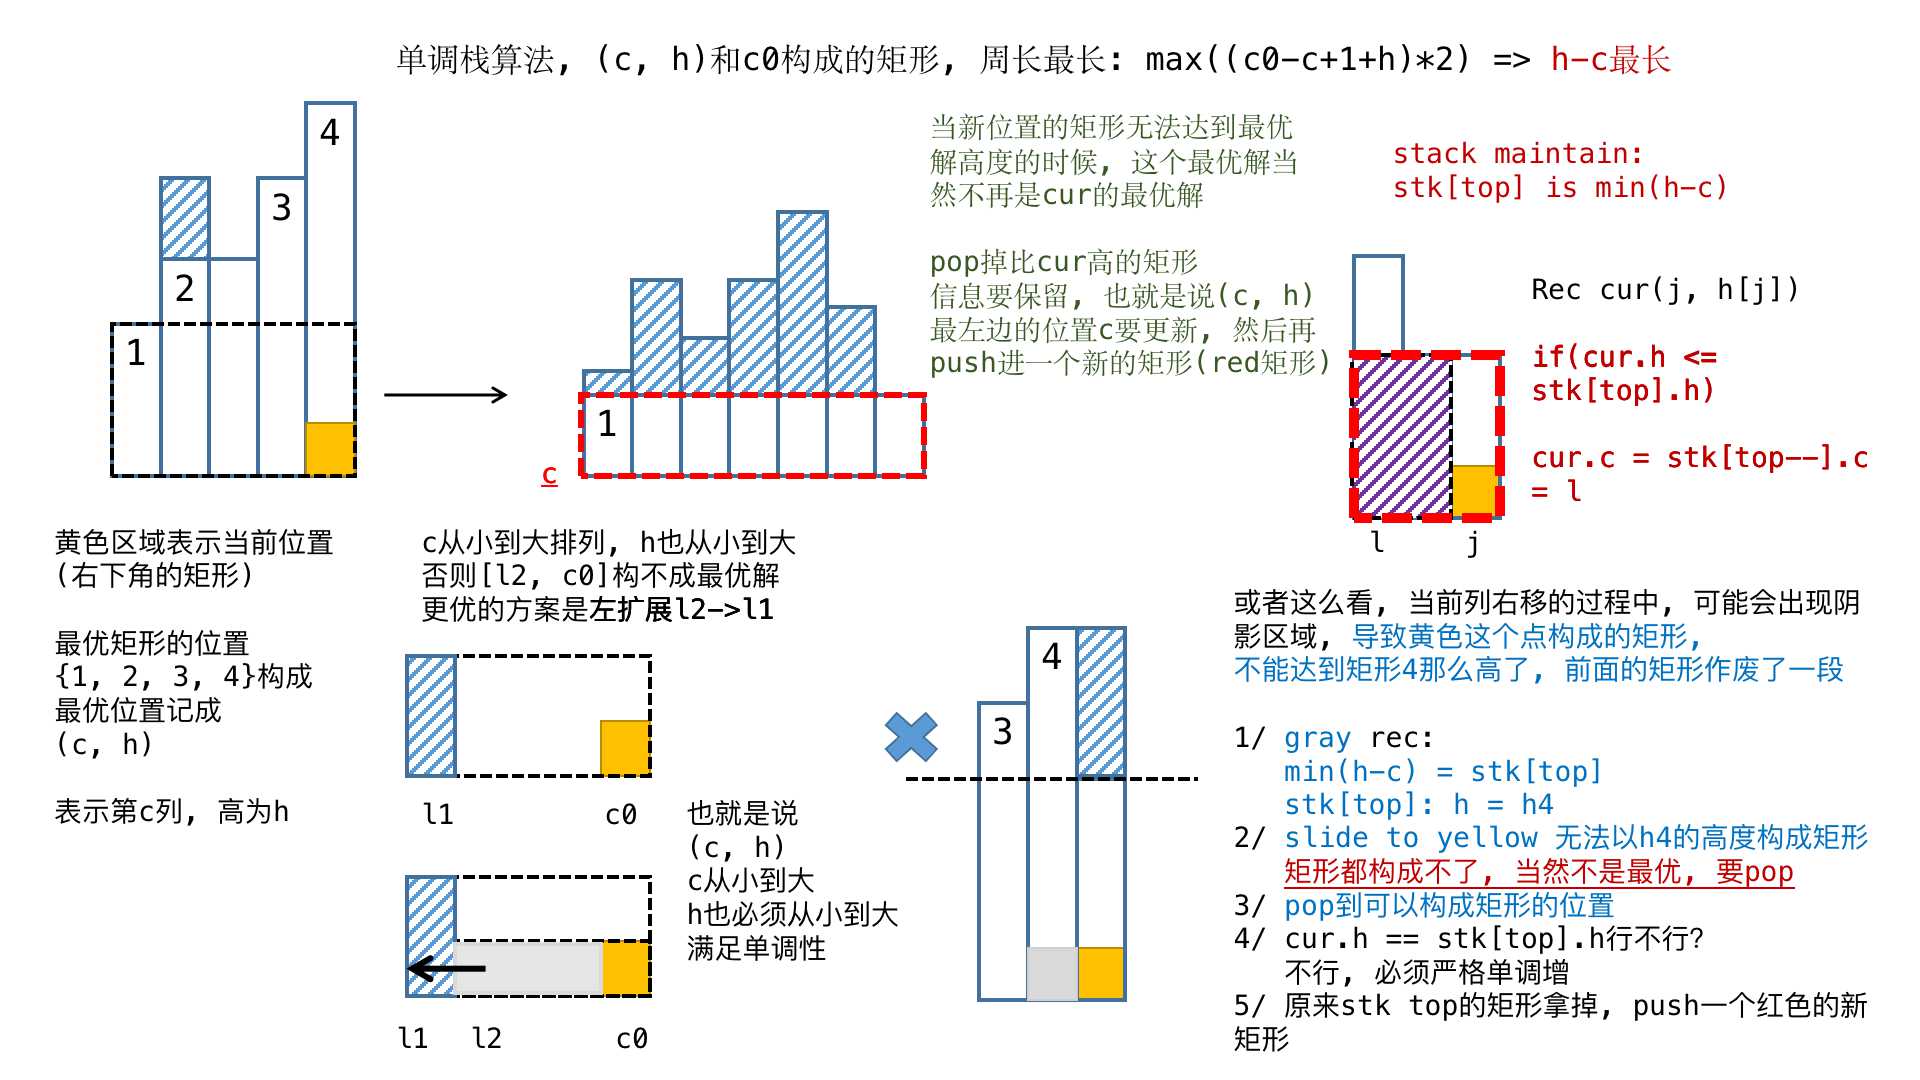 单调栈算法, (c, h)和c0构成的矩形, 周长最长: max((c0-c+1+h)*2) => h-c最长
4
3
2
1
当新位置的矩形无法达到最优
解高度的时候, 这个最优解当
然不再是cur的最优解
pop掉比cur高的矩形
信息要保留, 也就是说(c, h)
最左边的位置c要更新, 然后再
push进一个新的矩形(red矩形)
1
c
stack maintain:
stk[top] is min(h-c)
Rec cur(j, h[j])
if(cur.h <=
stk[top].h)
cur.c = stk[top--].c
= l
l
j
黄色区域表示当前位置
(右下角的矩形)
最优矩形的位置
{1, 2, 3, 4}构成
最优位置记成
(c, h)
表示第c列, 高为h
c从小到大排列, h也从小到大
否则[l2, c0]构不成最优解
更优的方案是左扩展l2->l1
l1
c0
l1
l2
c0
也就是说
(c, h)
c从小到大
h也必须从小到大
满足单调性
4
3
或者这么看, 当前列右移的过程中, 可能会出现阴
影区域, 导致黄色这个点构成的矩形,
不能达到矩形4那么高了, 前面的矩形作废了一段
1/ gray rec:
min(h-c) = stk[top]
stk[top]: h = h4
2/ slide to yellow 无法以h4的高度构成矩形
矩形都构成不了, 当然不是最优, 要pop
3/ pop到可以构成矩形的位置
4/ cur.h == stk[top].h行不行?
不行, 必须严格单调增
5/ 原来stk top的矩形拿掉, push一个红色的新
矩形